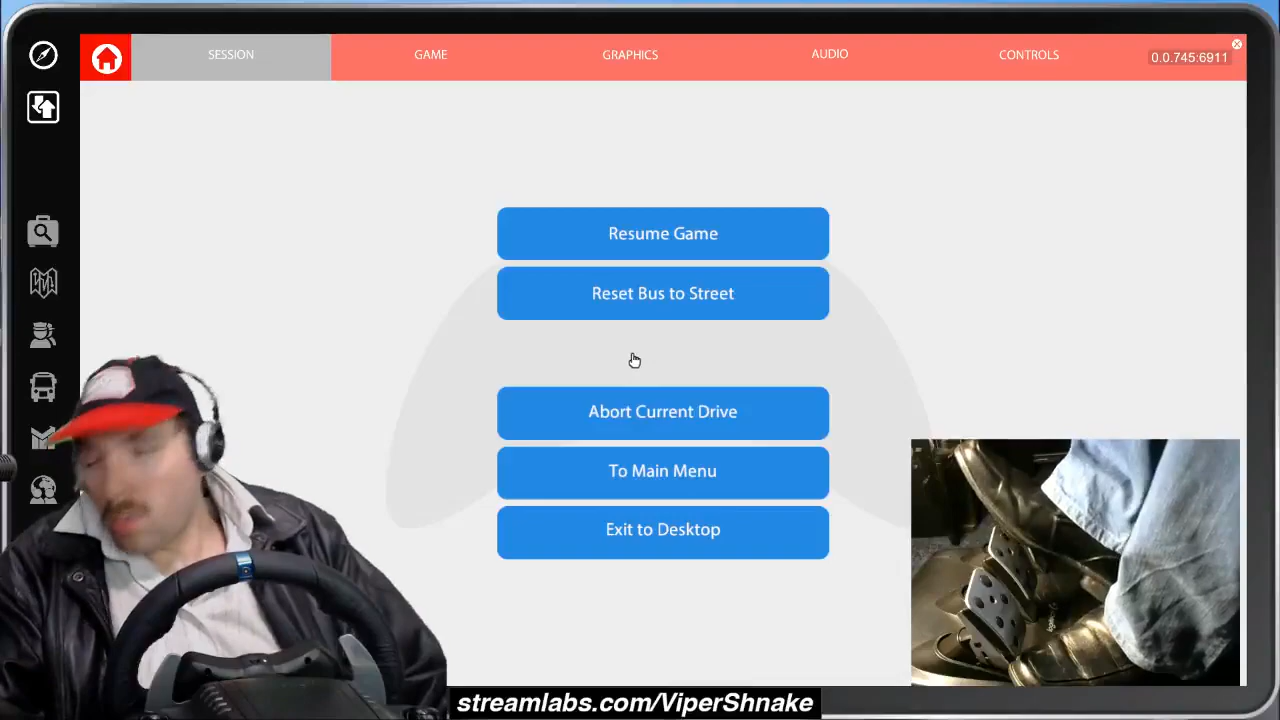 SESSION
GAME
GRAPHICS
AUDIO
CONTROLS
0.0.745:6911
Resume Game
Reset Bus to Street
Abort Current Drive
To Main Menu
Exit to Desktop
streamlabs.com/ViperShnake